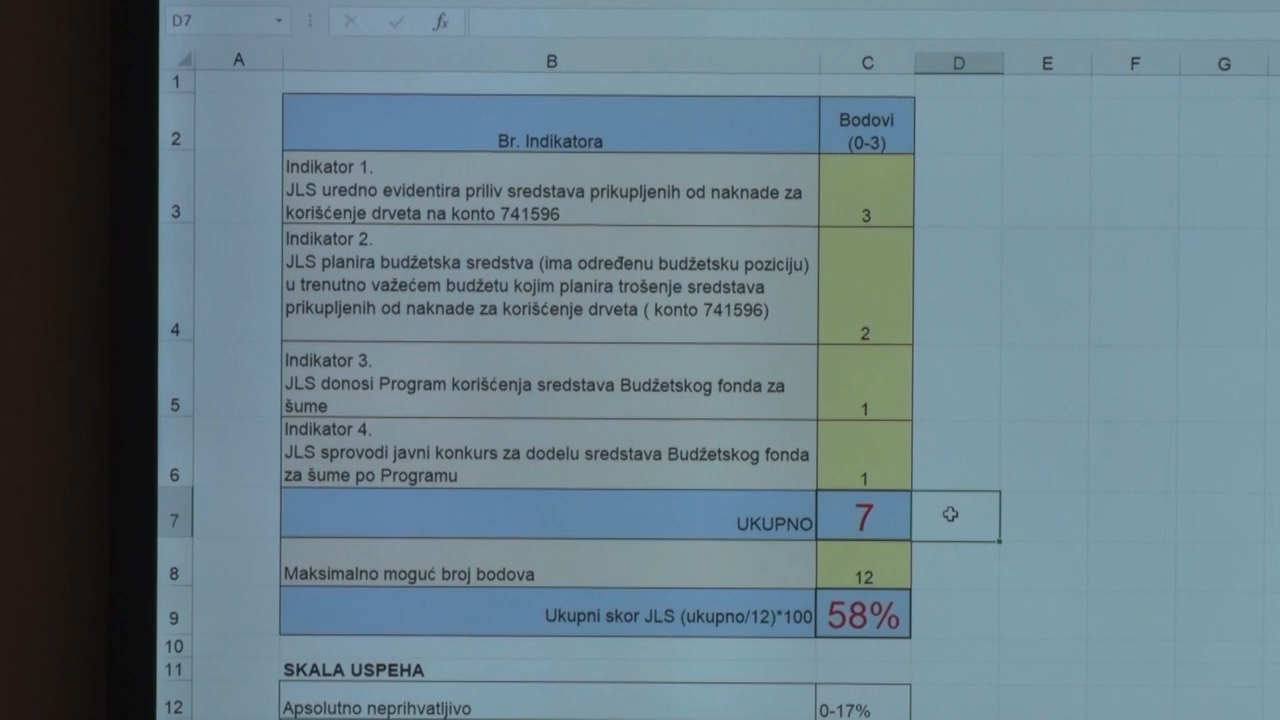 D7
fx
A B C D E F G
1
2 Br. Indikatora Bodovi
(0-3)
Indikator 1.
JLS uredno evidentira priliv sredstava prikupljenih od naknade za
3 korišćenje drveta na konto 741596 3
Indikator 2.
JLS planira budžetska sredstva (ima određenu budžetsku poziciju)
u trenutno važećem budžetu kojim planira trošenje sredstava
prikupljenih od naknade za korišćenje drveta ( konto 741596)
4 2
Indikator 3.
JLS donosi Program korišćenja sredstava Budžetskog fonda za
5 šume 1
Indikator 4.
JLS sprovodi javni konkurs za dodelu sredstava Budžetskog fonda
6 za šume po Programu 1
7 UKUPNO 7
8 Maksimalno moguć broj bodova 12
9 Ukupni skor JLS (ukupno/12)*100 58%
10
11 SKALA USPEHA
12 Apsolutno neprihvatljivo 0-17%